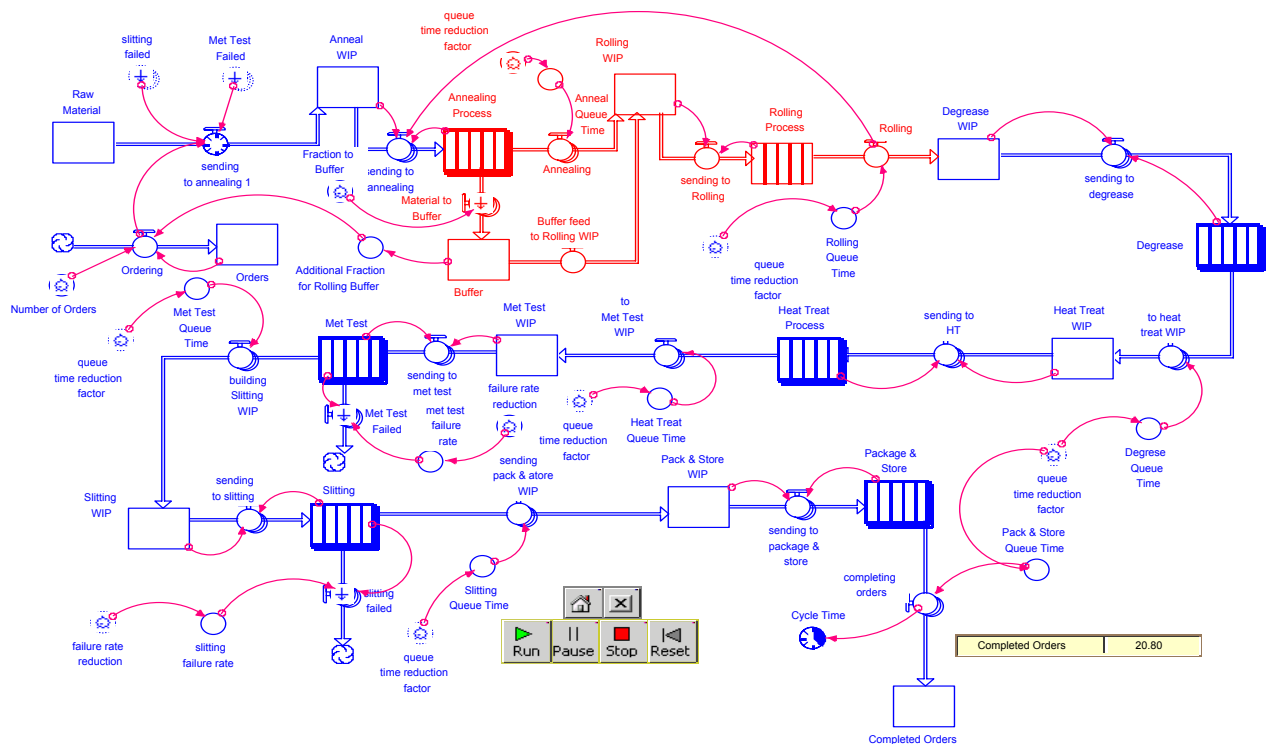 slitting
failed
Met Test
Failed
Anneal
WIP
queue
time reduction
factor
Rolling
WIP
Raw
Material
Annealing
Process
Anneal
Queue
Time
Rolling
Process
Rolling
Degrease
WIP
sending
to annealing 1
Fraction to
Buffer
sending to
annealing
Annealing
sending to
Rolling
sending to
degrease
Material to
Buffer
Buffer feed
to Rolling WIP
Ordering
Orders
Additional Fraction
for Rolling Buffer
Buffer
Rolling
Queue
Time
queue
time reduction
factor
Degrease
Number of Orders
Met Test
Queue
Time
queue
time reduction
factor
building
Slitting
WIP
Met Test
sending to
met test
Met Test
WIP
to
Met Test
WIP
Heat Treat
Process
sending to
HT
Heat Treat
WIP
to heat
treat WIP
Met Test
Failed
met test
failure
rate
failure rate
reduction
queue
time reduction
factor
Heat Treat
Queue Time
Degrese
Queue
Time
queue
time reduction
factor
Slitting
WIP
sending
to slitting
Slitting
sending
pack & atore
WIP
Pack & Store
WIP
Package &
Store
sending to
package &
store
Pack & Store
Queue Time
slitting
failed
Slitting
Queue Time
completing
orders
Cycle Time
failure rate
reduction
slitting
failure rate
queue
time reduction
factor
Run
Pause
Stop
Reset
Completed Orders 20.80
Completed Orders